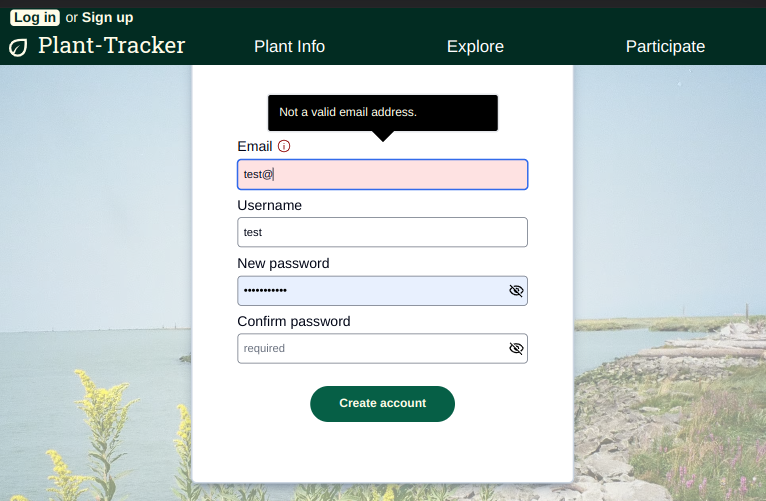 Log in or Sign up
Plant-Tracker Plant Info Explore Participate
Not a valid email address.
Email
test@
Username
test
New password
•••••••••••
Confirm password
required
Create account